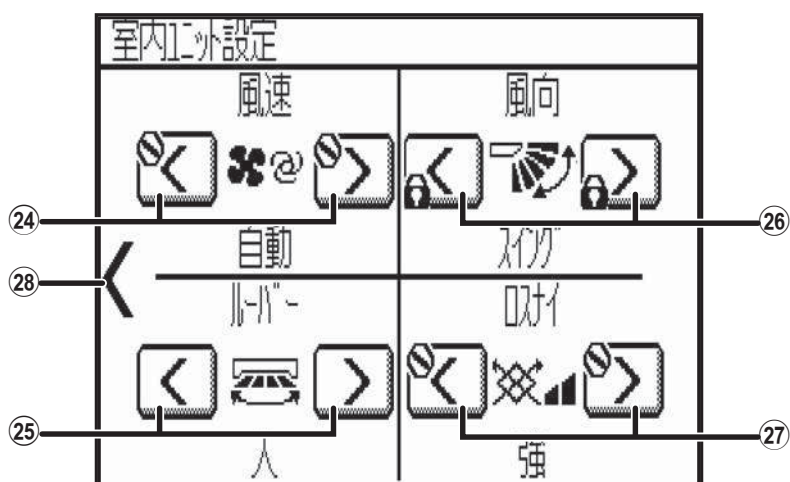 室内ﾕﾆｯﾄ設定
風速 風向
24 26
自動 ｽｲﾝｸﾞ
28
ﾙｰﾊﾞｰ ﾛｽﾅｲ
25 27
入 強